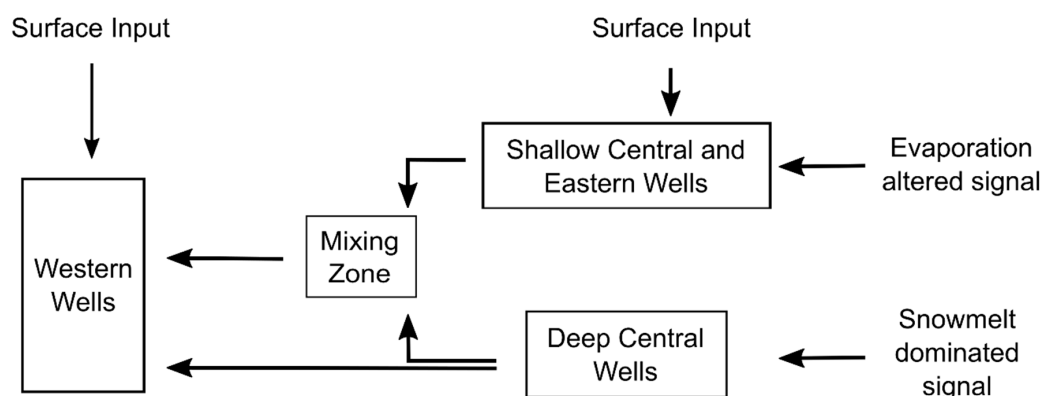 Surface Input
Surface Input
Shallow Central and
Eastern Wells
Evaporation
altered signal
Mixing
Zone
Western
Wells
Deep Central
Wells
Snowmelt
dominated
signal